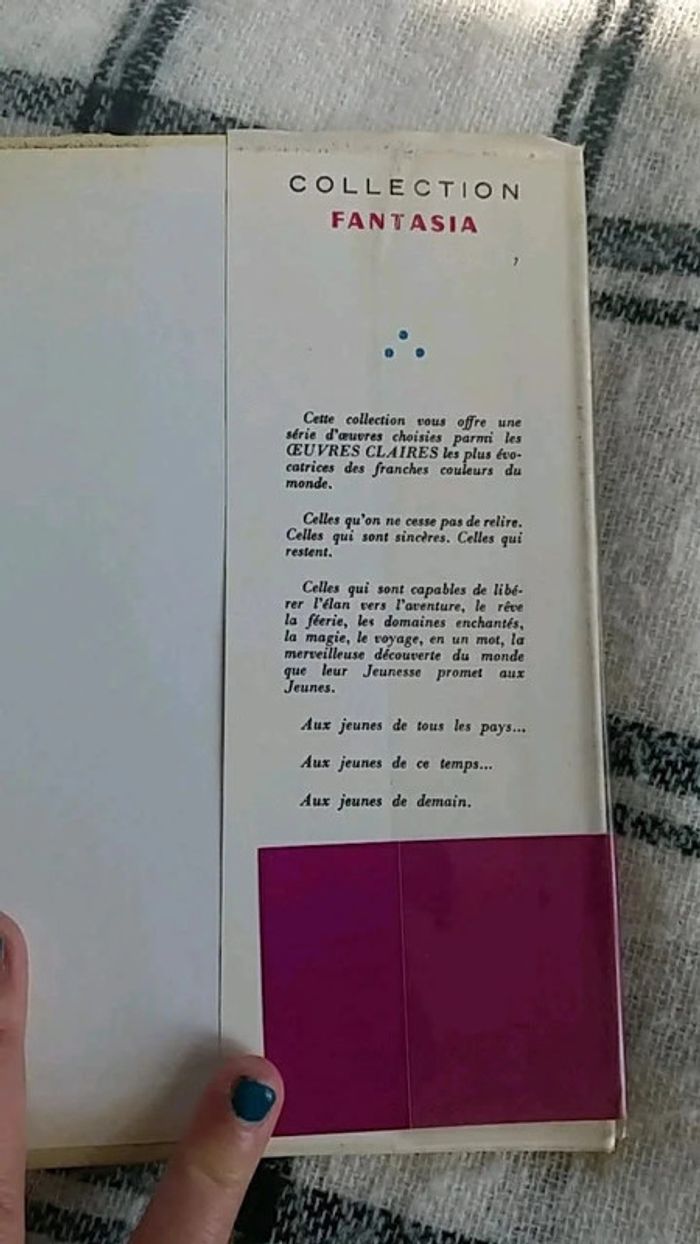 COLLECTION
FANTASIA
7
Cette collection vous offre une
série d'œuvres choisies parmi les
ŒUVRES CLAIRES les plus évo-
catrices des franches couleurs du
monde.
Celles qu'on ne cesse pas de relire.
Celles qui sont sincères. Celles qui
restent.
Celles qui sont capables de libé-
rer l'élan vers l'aventure, le rêve
la féerie, les domaines enchantés,
la magie, le voyage, en un mot, la
merveilleuse découverte du monde
que leur Jeunesse promet aux
Jeunes.
Aux jeunes de tous les pays...
Aux jeunes de ce temps...
Aux jeunes de demain.